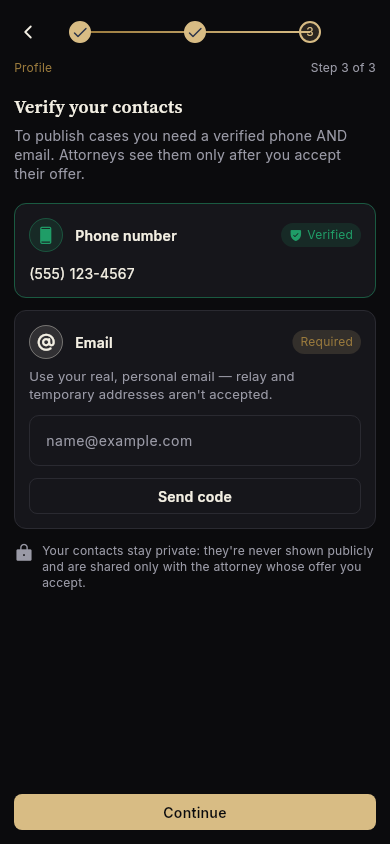 3
Profile
Step 3 of 3
Verify your contacts
To publish cases you need a verified phone AND
email. Attorneys see them only after you accept
their offer.
Phone number
Verified
(555) 123-4567
@
Email
Required
Use your real, personal email — relay and
temporary addresses aren't accepted.
name@example.com
Send code
Your contacts stay private: they're never shown publicly
and are shared only with the attorney whose offer you
accept.
Continue